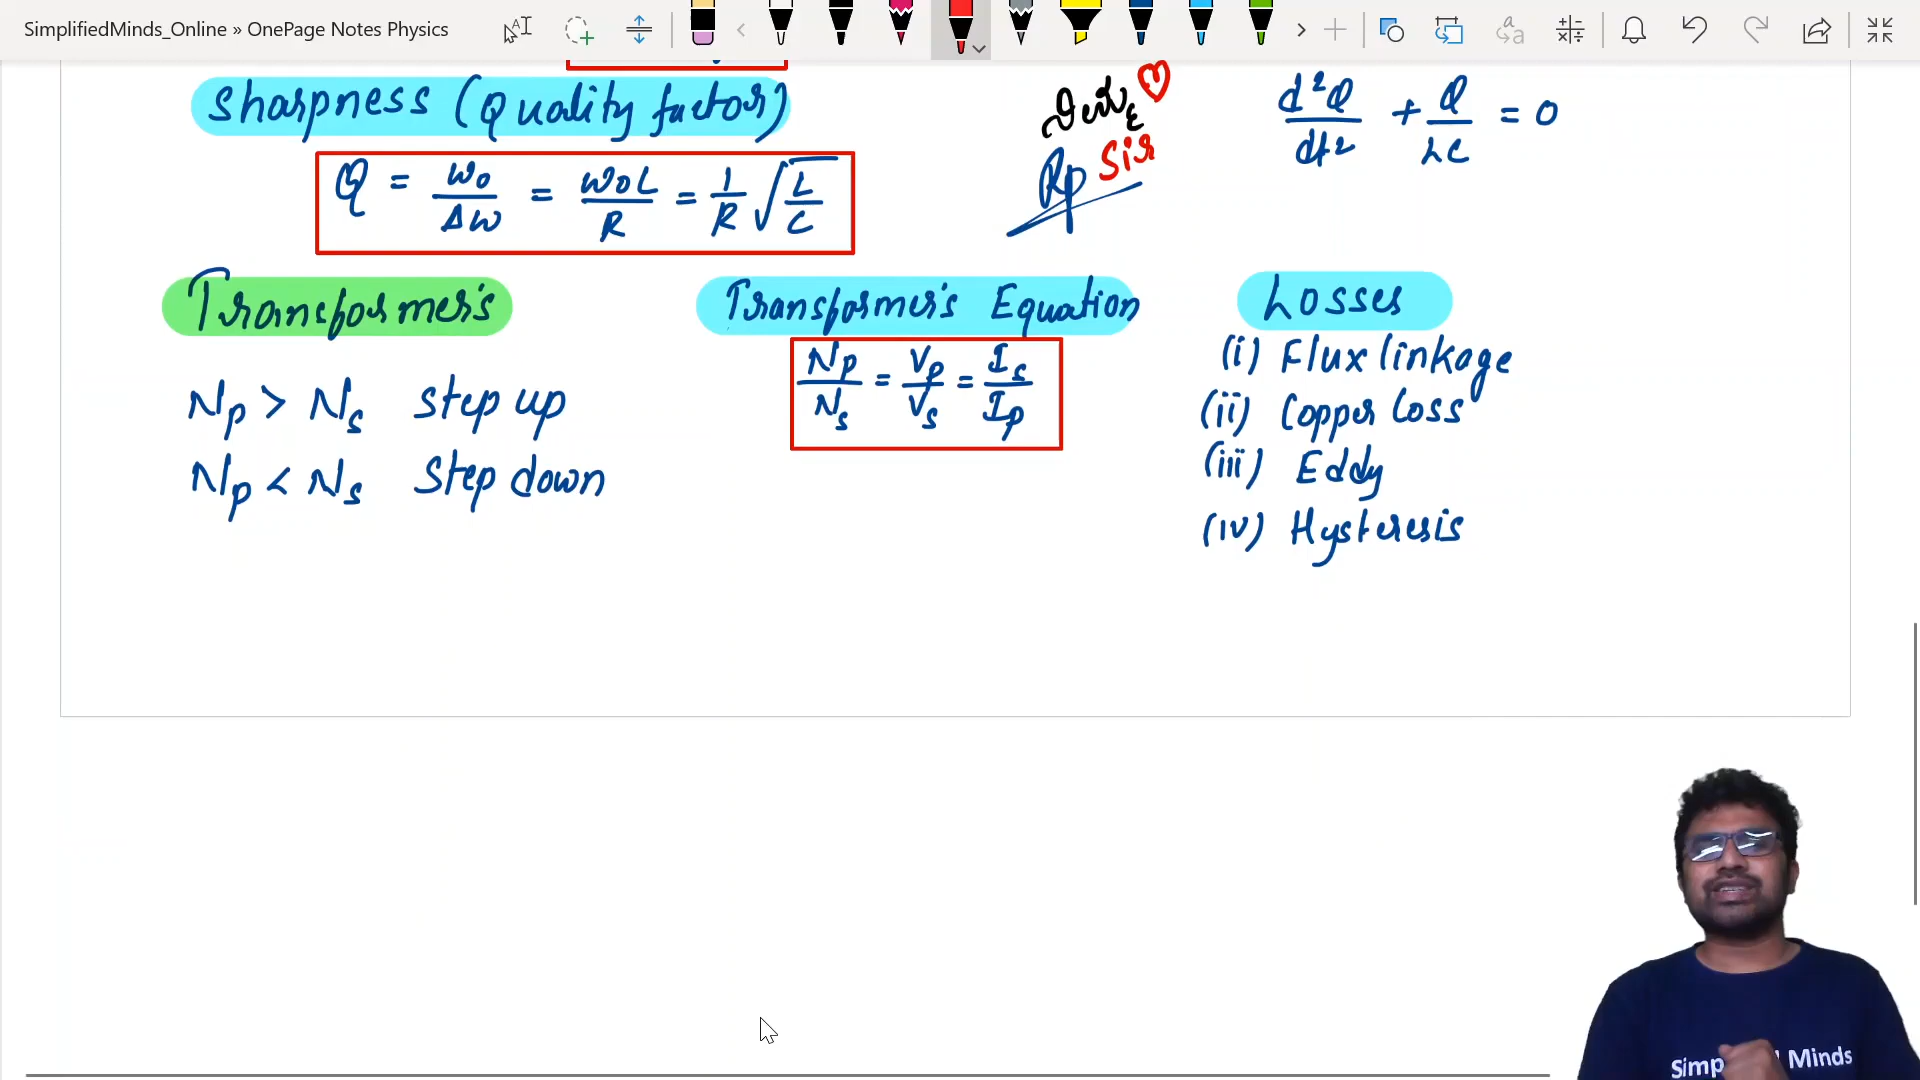 SimplifiedMinds_Online » OnePage Notes Physics
Sharpness (Quality factor)
Q = ω₀/Δω = ω₀L/R = 1/R √(L/C)
Rp Sir
d²Q/dt² + Q/LC = 0
Transformer's
Np > Ns Step up
Np < Ns Step down
Transformer's Equation
Np/Ns = Vp/Vs = Is/Ip
Losses
(i) Flux linkage
(ii) Copper Loss
(iii) Eddy
(iv) Hysteresis
Minds